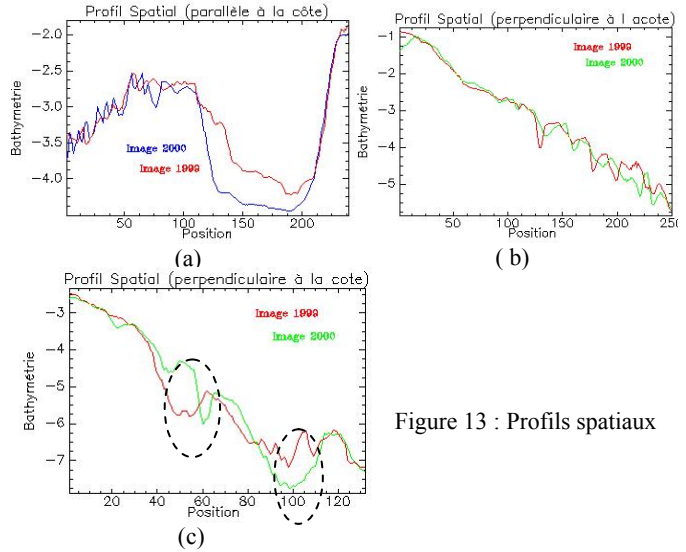 Profil Spatial (parallèle à la côte)
−2.0
−2.5
−3.0
−3.5
−4.0
Bathymétrie
Image 2000
Image 1999
50
100
150
200
Position
(a)
Profil Spatial (perpendiculaire à l acote)
−1
−2
−3
−4
−5
Bathymétrie
Image 1999
Image 2000
50
100
150
200
250
Position
( b)
Profil Spatial (perpendiculaire à la cote)
−3
−4
−5
−6
−7
Bathymétrie
Image 1999
Image 2000
20
40
60
80
100
120
Position
(c)
Figure 13 : Profils spatiaux